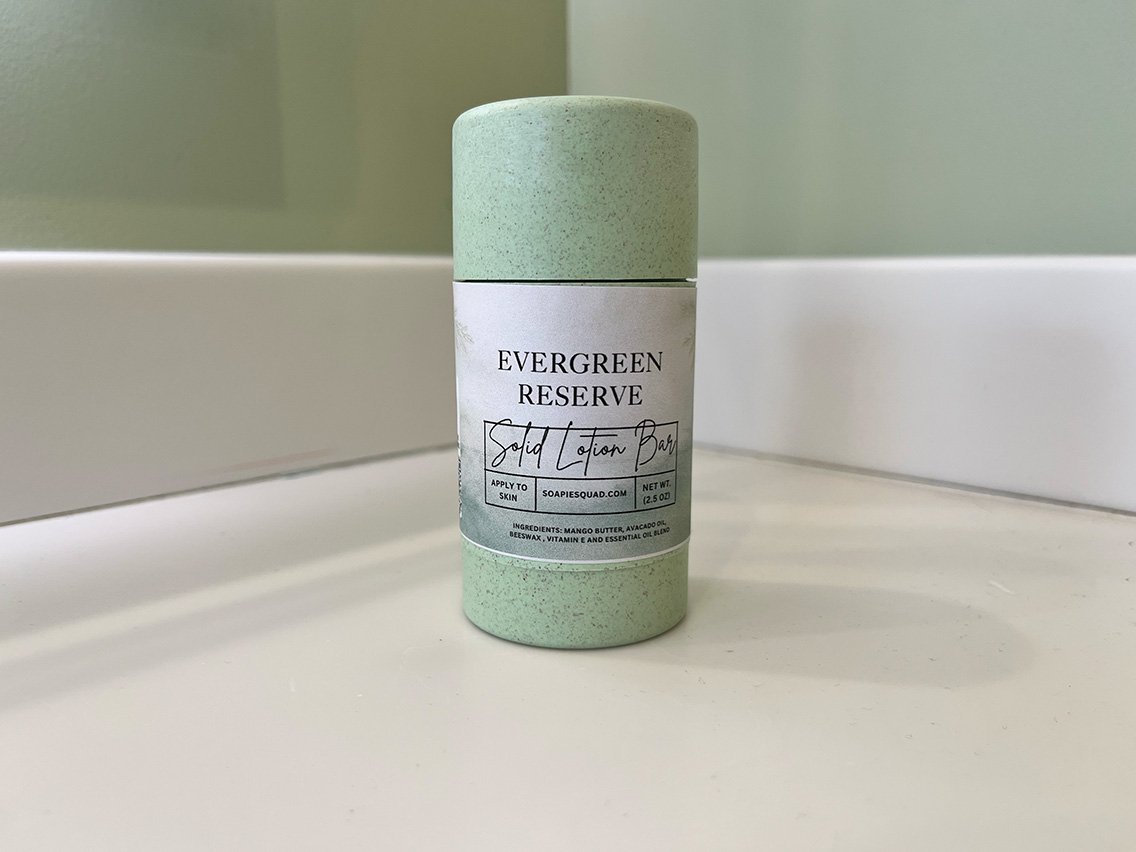 EVERGREEN
RESERVE
Solid Lotion Bar
APPLY TO
SKIN
SOAPIESQUAD.COM
NET WT.
(2.5 OZ)
INGREDIENTS: MANGO BUTTER, AVACADO OIL,
BEESWAX , VITAMIN E AND ESSENTIAL OIL BLEND